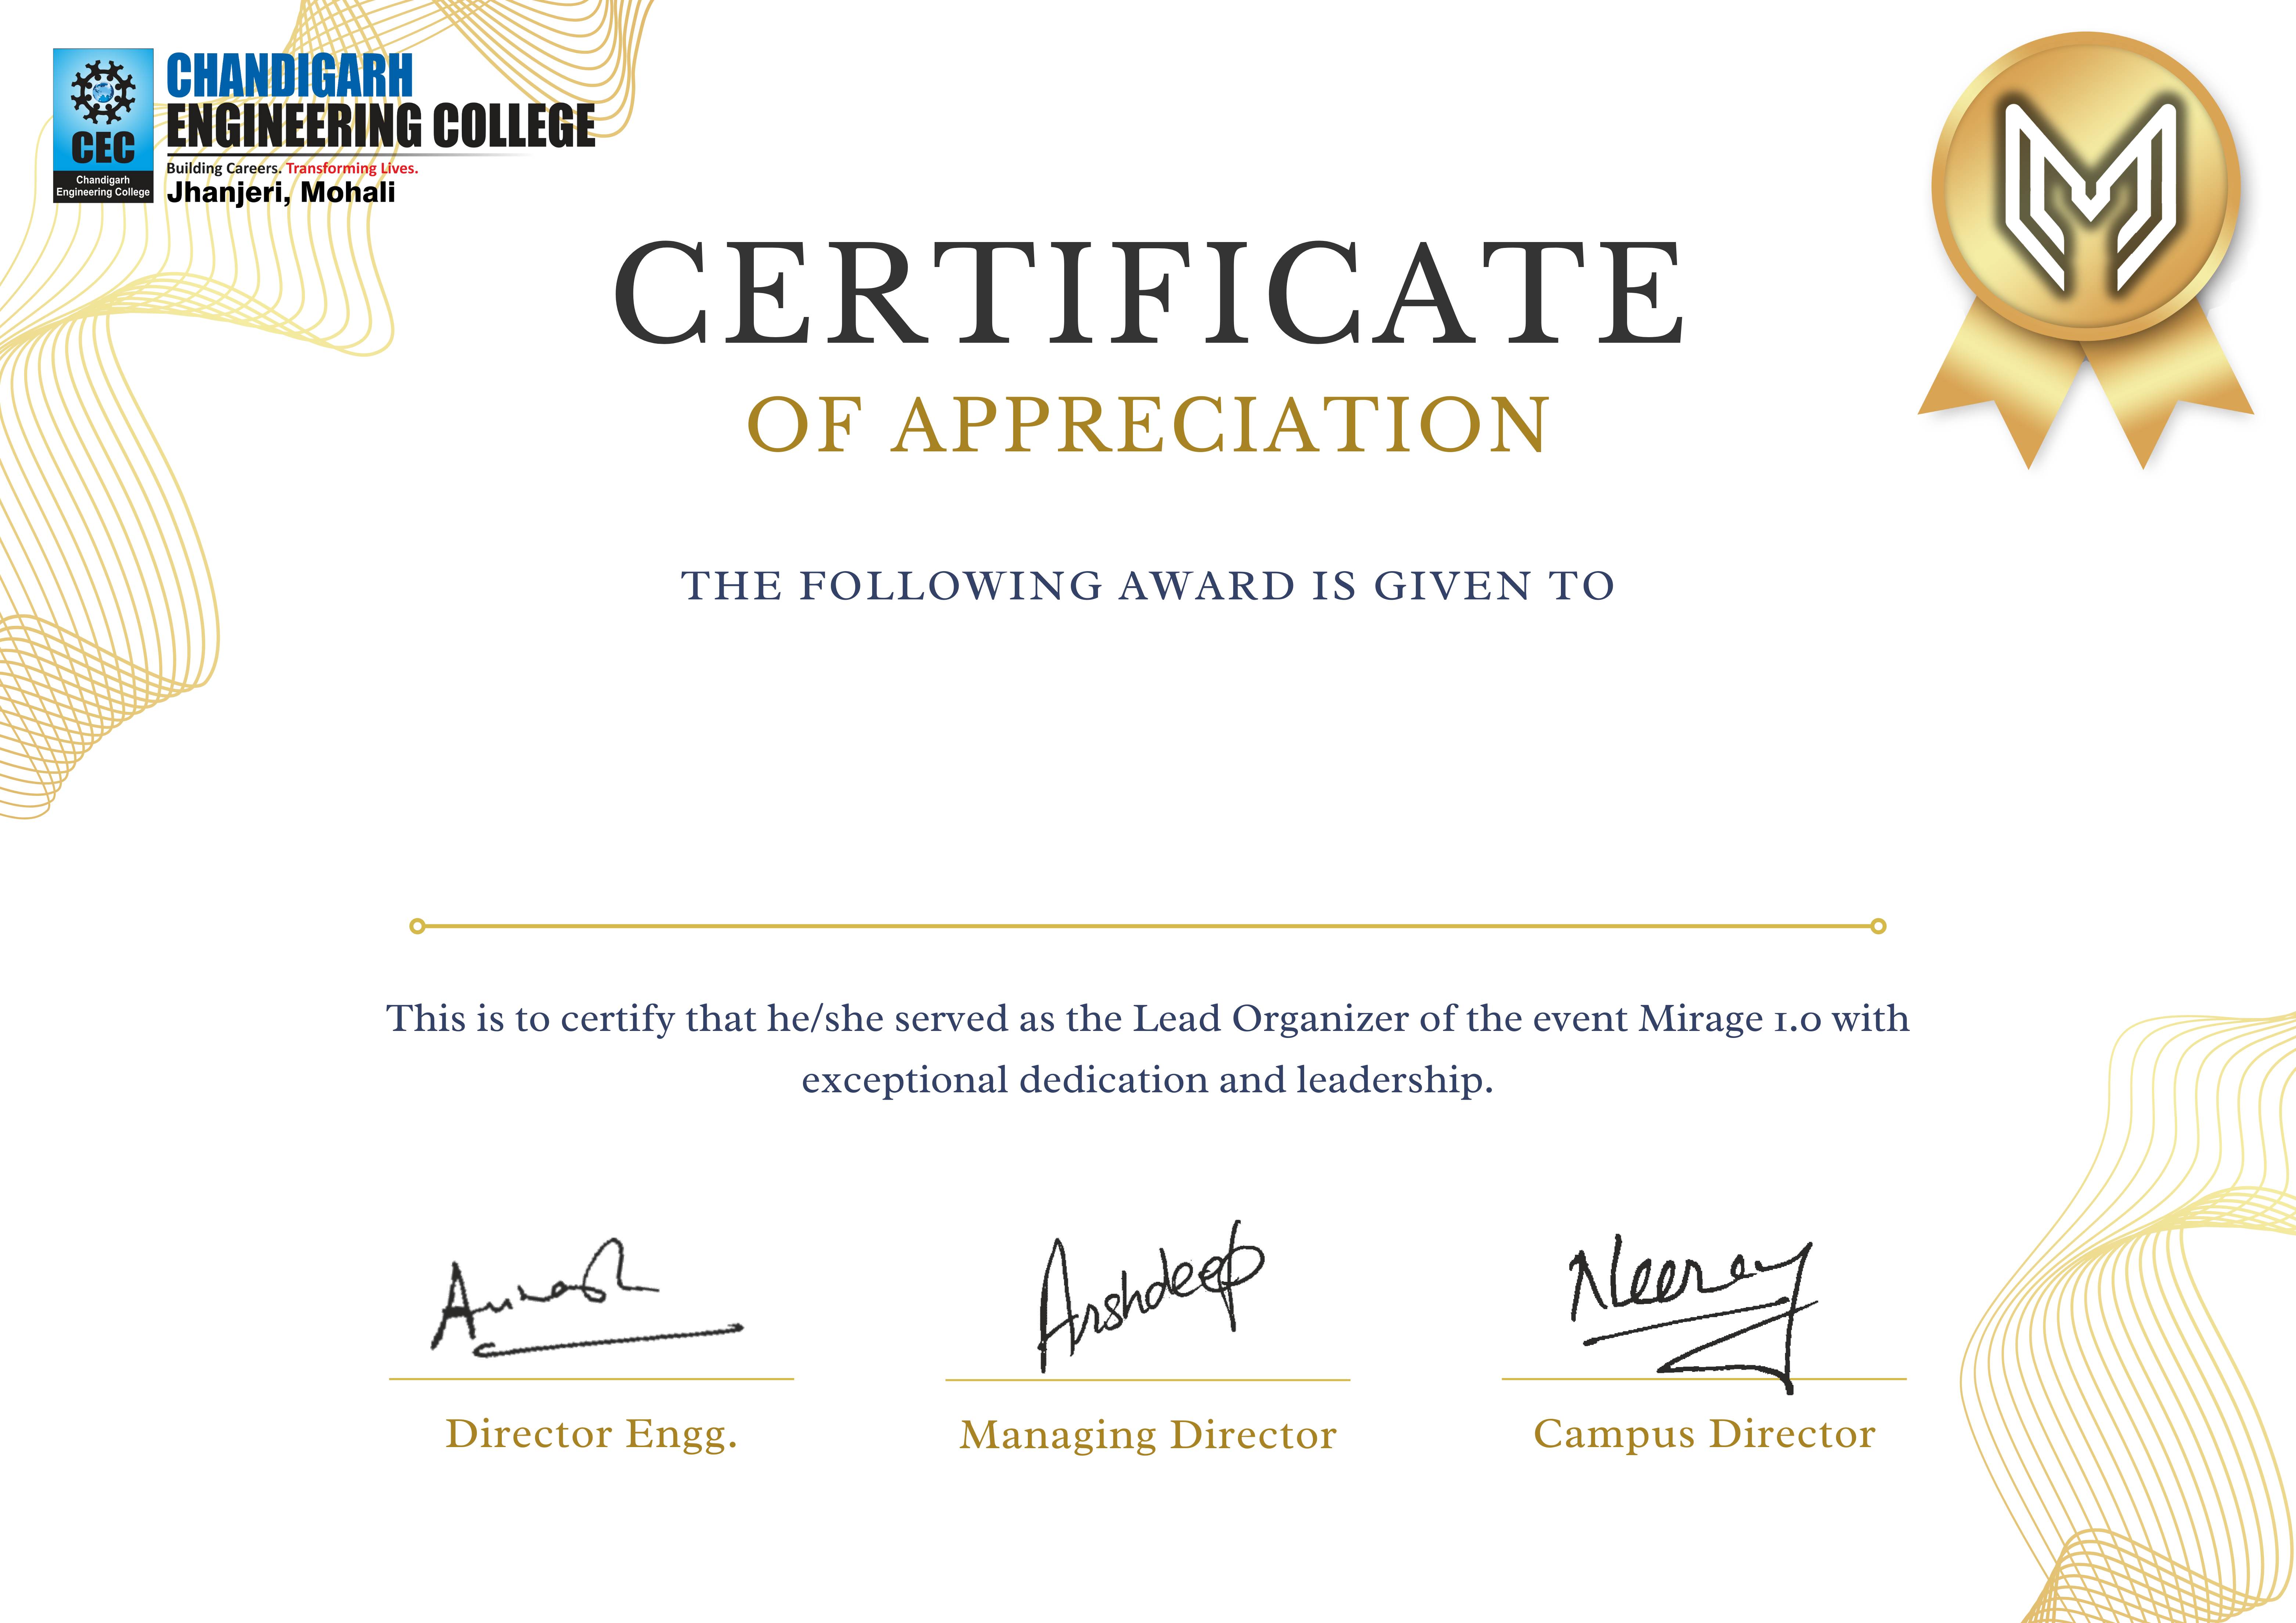 CHANDIGARH
ENGINEERING COLLEGE
Building Careers. Transforming Lives.
Jhanjeri, Mohali
CEC
Chandigarh
Engineering College
M
CERTIFICATE
OF APPRECIATION
THE FOLLOWING AWARD IS GIVEN TO
This is to certify that he/she served as the Lead Organizer of the event Mirage 1.0 with
exceptional dedication and leadership.
Arshdeep
Neeraj
Director Engg.
Managing Director
Campus Director